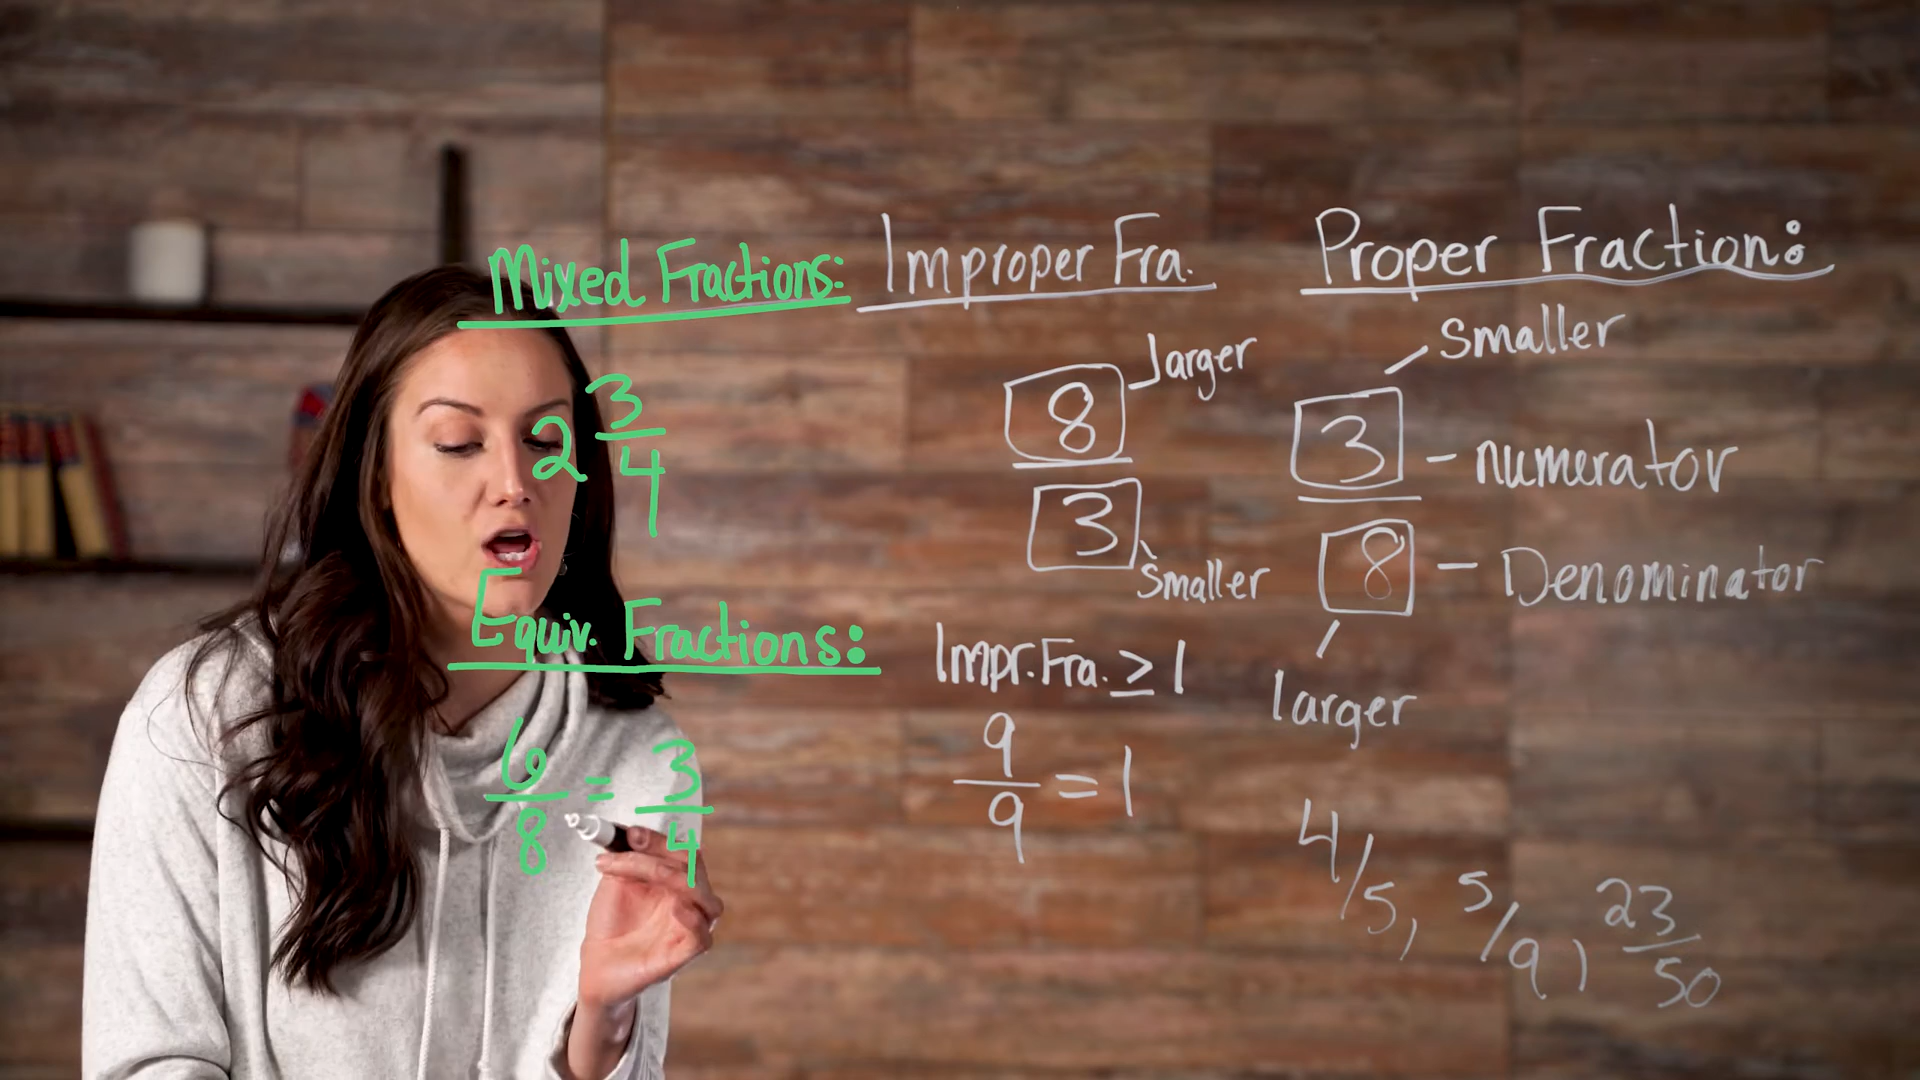 Mixed Fractions:
2 3/4
Equiv. Fractions:
6/8 = 3/4
Improper Fra.
larger
8
3
smaller
Impr. Fra. ≥ 1
9/9 = 1
Proper Fraction:
smaller
3 - numerator
8 - Denominator
larger
4/5, 5/9, 23/50